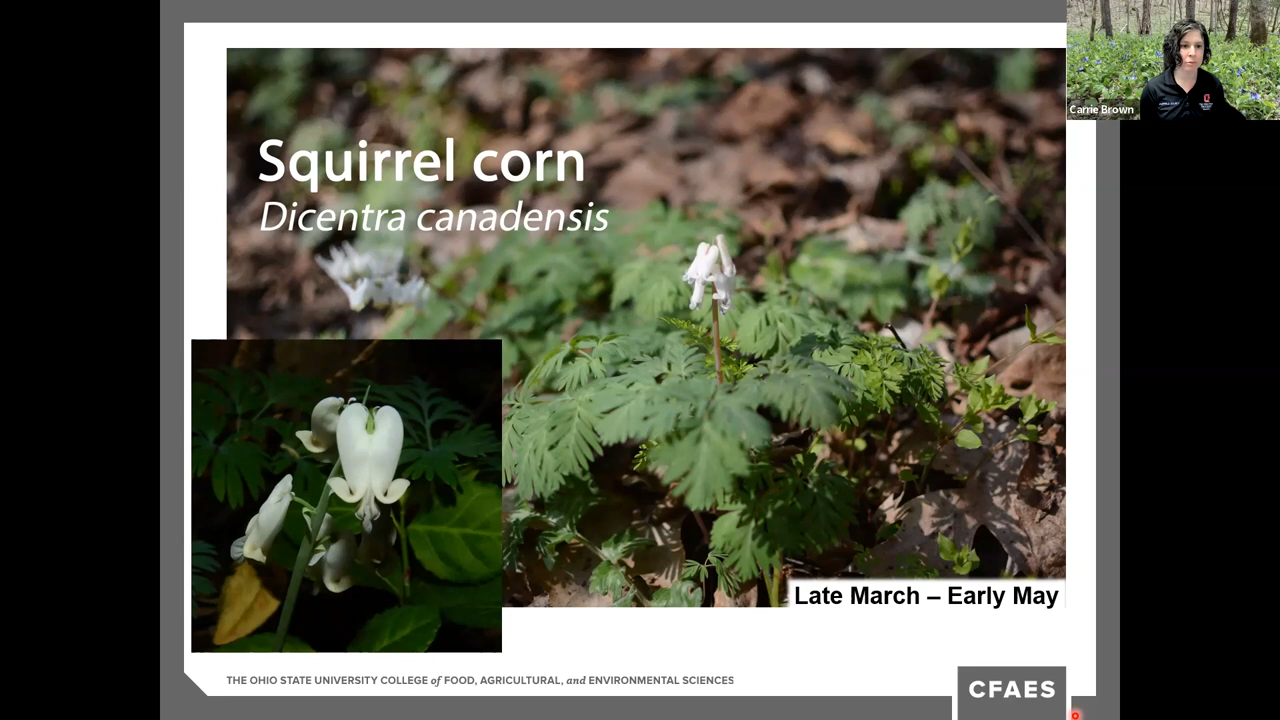 Squirrel corn
Dicentra canadensis
Carrie Brown
Late March – Early May
THE OHIO STATE UNIVERSITY COLLEGE of FOOD, AGRICULTURAL, and ENVIRONMENTAL SCIENCES
CFAES